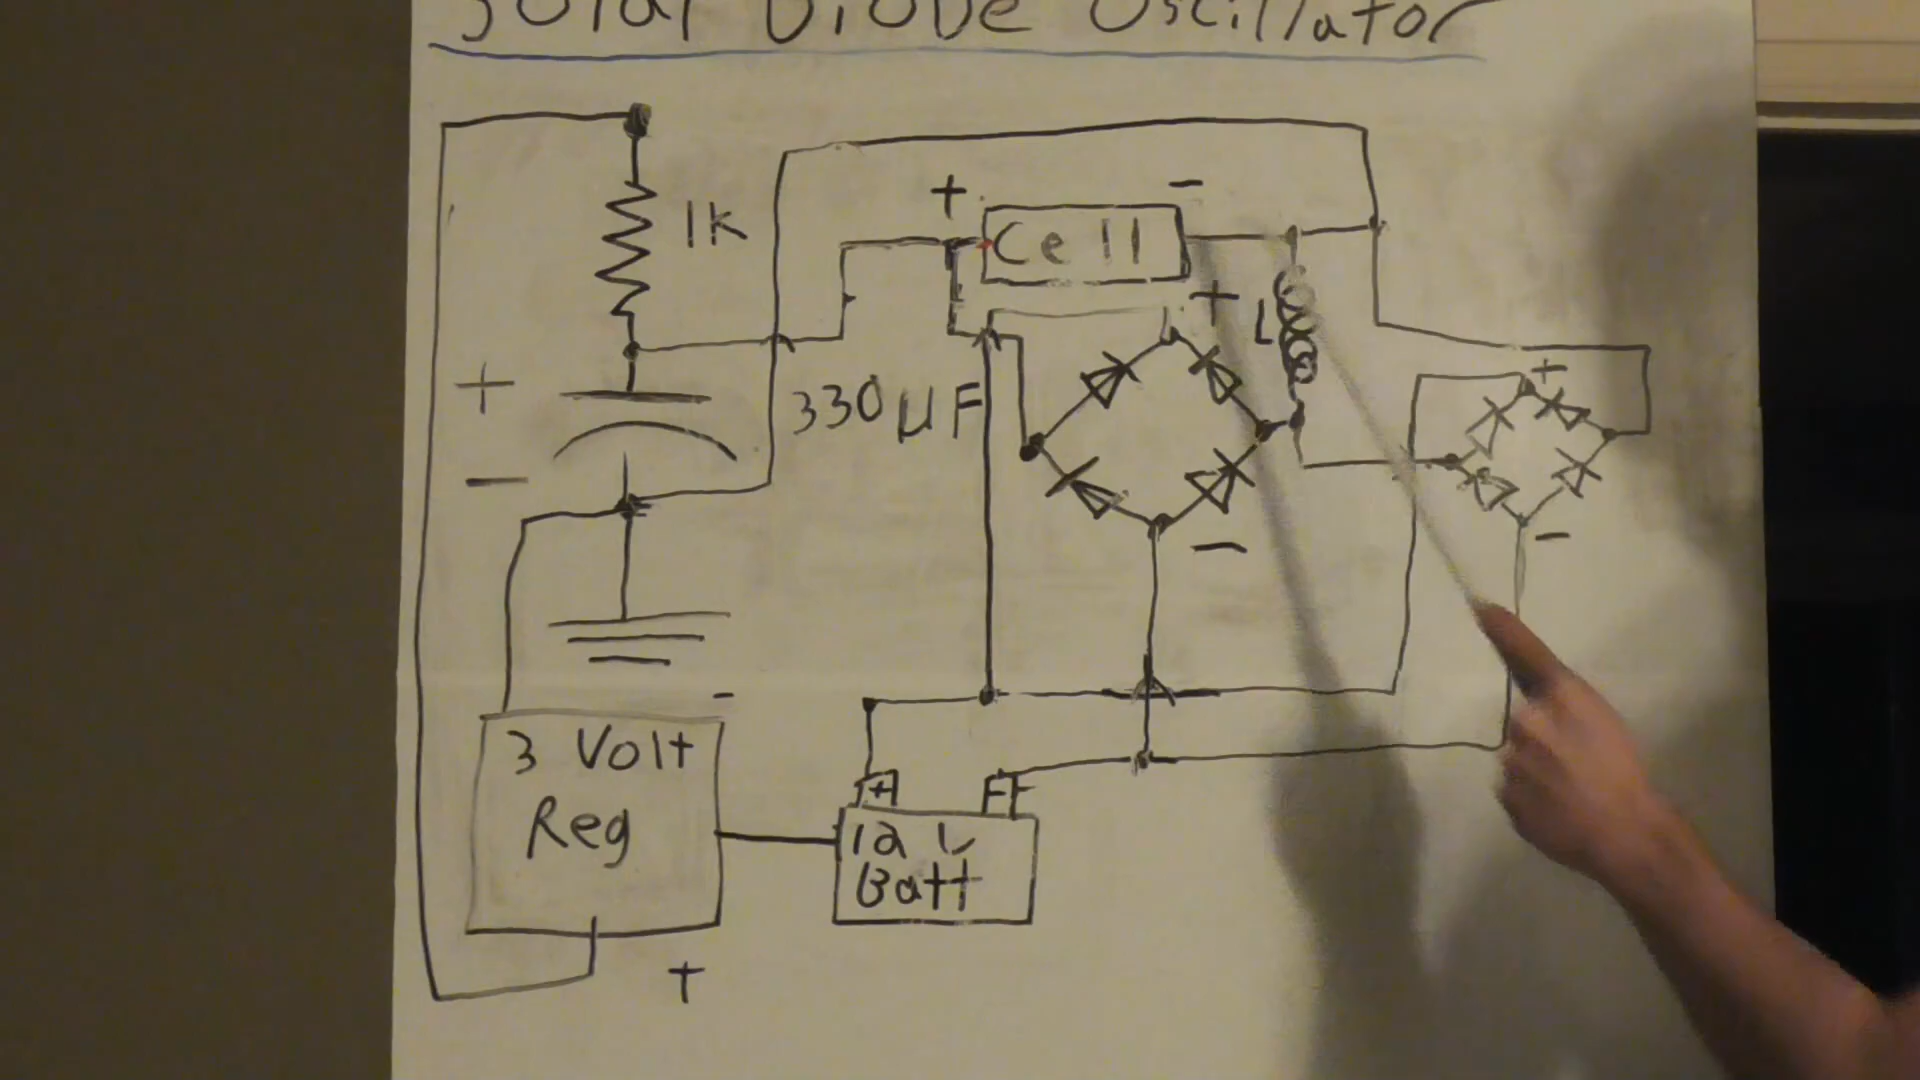 Solar Diode Oscillator
1K
+ -
Cell
+
L
+
+
330 µF
-
-
-
-
3 Volt
Reg
+
12 V
Batt
+